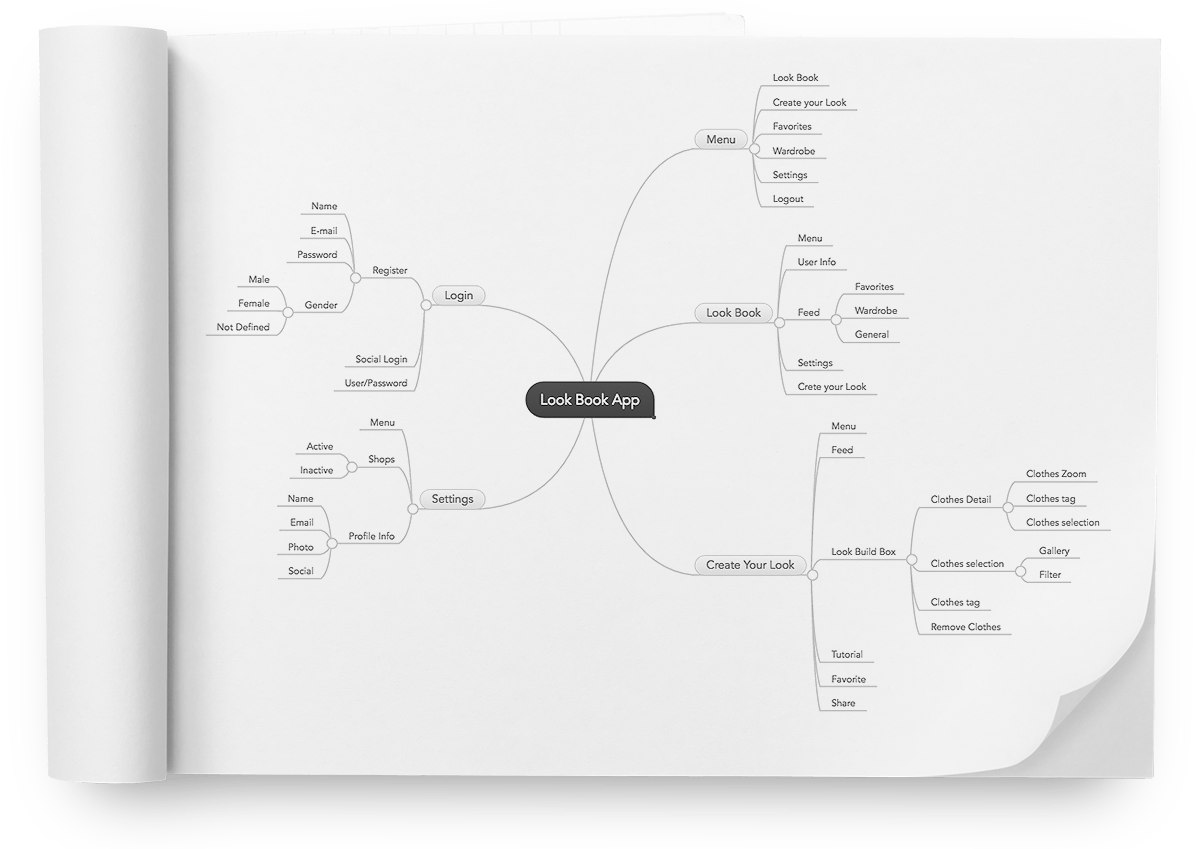 Look Book App
Menu
Look Book
Create your Look
Favorites
Wardrobe
Settings
Logout
Look Book
Menu
User Info
Feed
Favorites
Wardrobe
General
Settings
Crete your Look
Create Your Look
Menu
Feed
Look Build Box
Clothes Detail
Clothes Zoom
Clothes tag
Clothes selection
Clothes selection
Gallery
Filter
Clothes tag
Remove Clothes
Tutorial
Favorite
Share
Login
Register
Name
E-mail
Password
Gender
Male
Female
Not Defined
Social Login
User/Password
Settings
Menu
Shops
Active
Inactive
Profile Info
Name
Email
Photo
Social